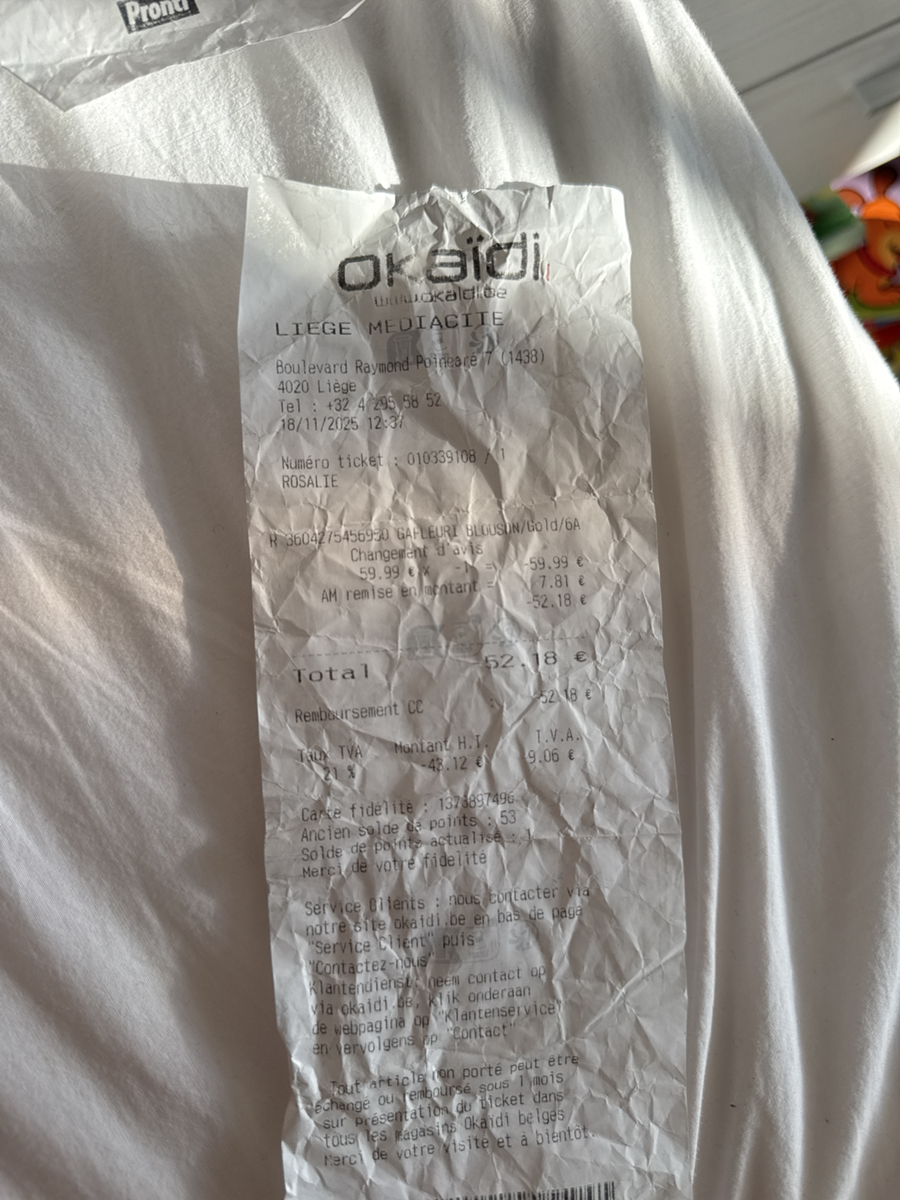 Pronti
okaïdi
www.okaidi.be
LIEGE MEDIACITE
Boulevard Raymond Poincaré 7 (1438)
4020 Liège
Tel : +32 4 295 58 52
18/11/2025 12:37
Numéro ticket : 010339108 / 1
ROSALIE
R 3604275456950 GAFLEURI BLOUSON/Gold/6A
Changement d'avis
59.99 € x -1 = -59.99 €
AM remise en montant = 7.81 €
-52.18 €
Total -52.18 €
Remboursement CC : -52.18 €
Taux TVA Montant H.T. T.V.A.
21 % -43.12 € -9.06 €
Carte fidélité : 1373897496
Ancien solde de points : 53
Solde de points actualisé : 1
Merci de votre fidelite
Service Clients : nous contacter via
notre site okaidi.be en bas de page
"Service Client" puis
"Contactez-nous"
Klantendienst: neem contact op
via okaidi.be, klik onderaan
de webpagina op "Klantenservice"
en vervolgens op "Contact"
Tout article non porté peut être
échangé ou remboursé sous 1 mois
sur présentation du ticket dans
tous les magasins Okaïdi belges
Merci de votre visite et à bientôt.